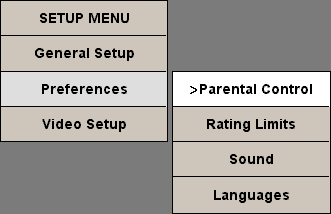 SETUP MENU
General Setup
Preferences
Video Setup
>Parental Control
Rating Limits
Sound
Languages